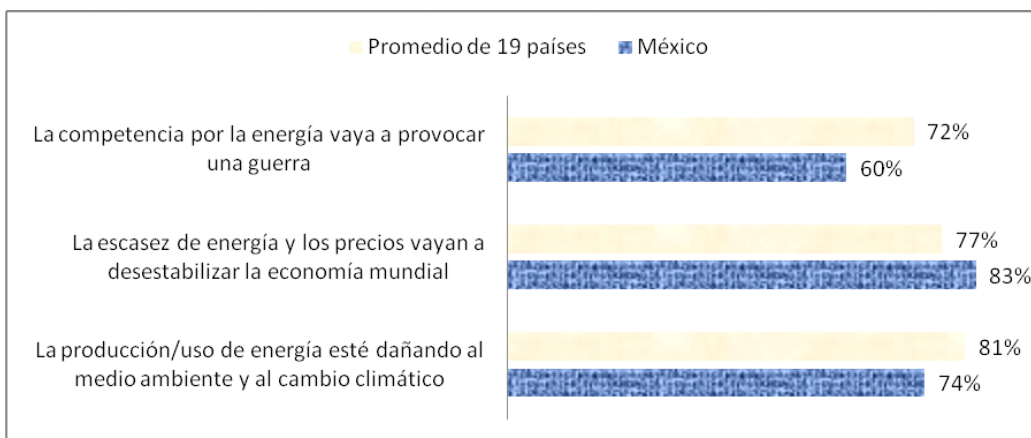 Promedio de 19 países México
La competencia por la energía vaya a provocar
una guerra
72%
60%
La escasez de energía y los precios vayan a
desestabilizar la economía mundial
77%
83%
La producción/uso de energía esté dañando al
medio ambiente y al cambio climático
81%
74%